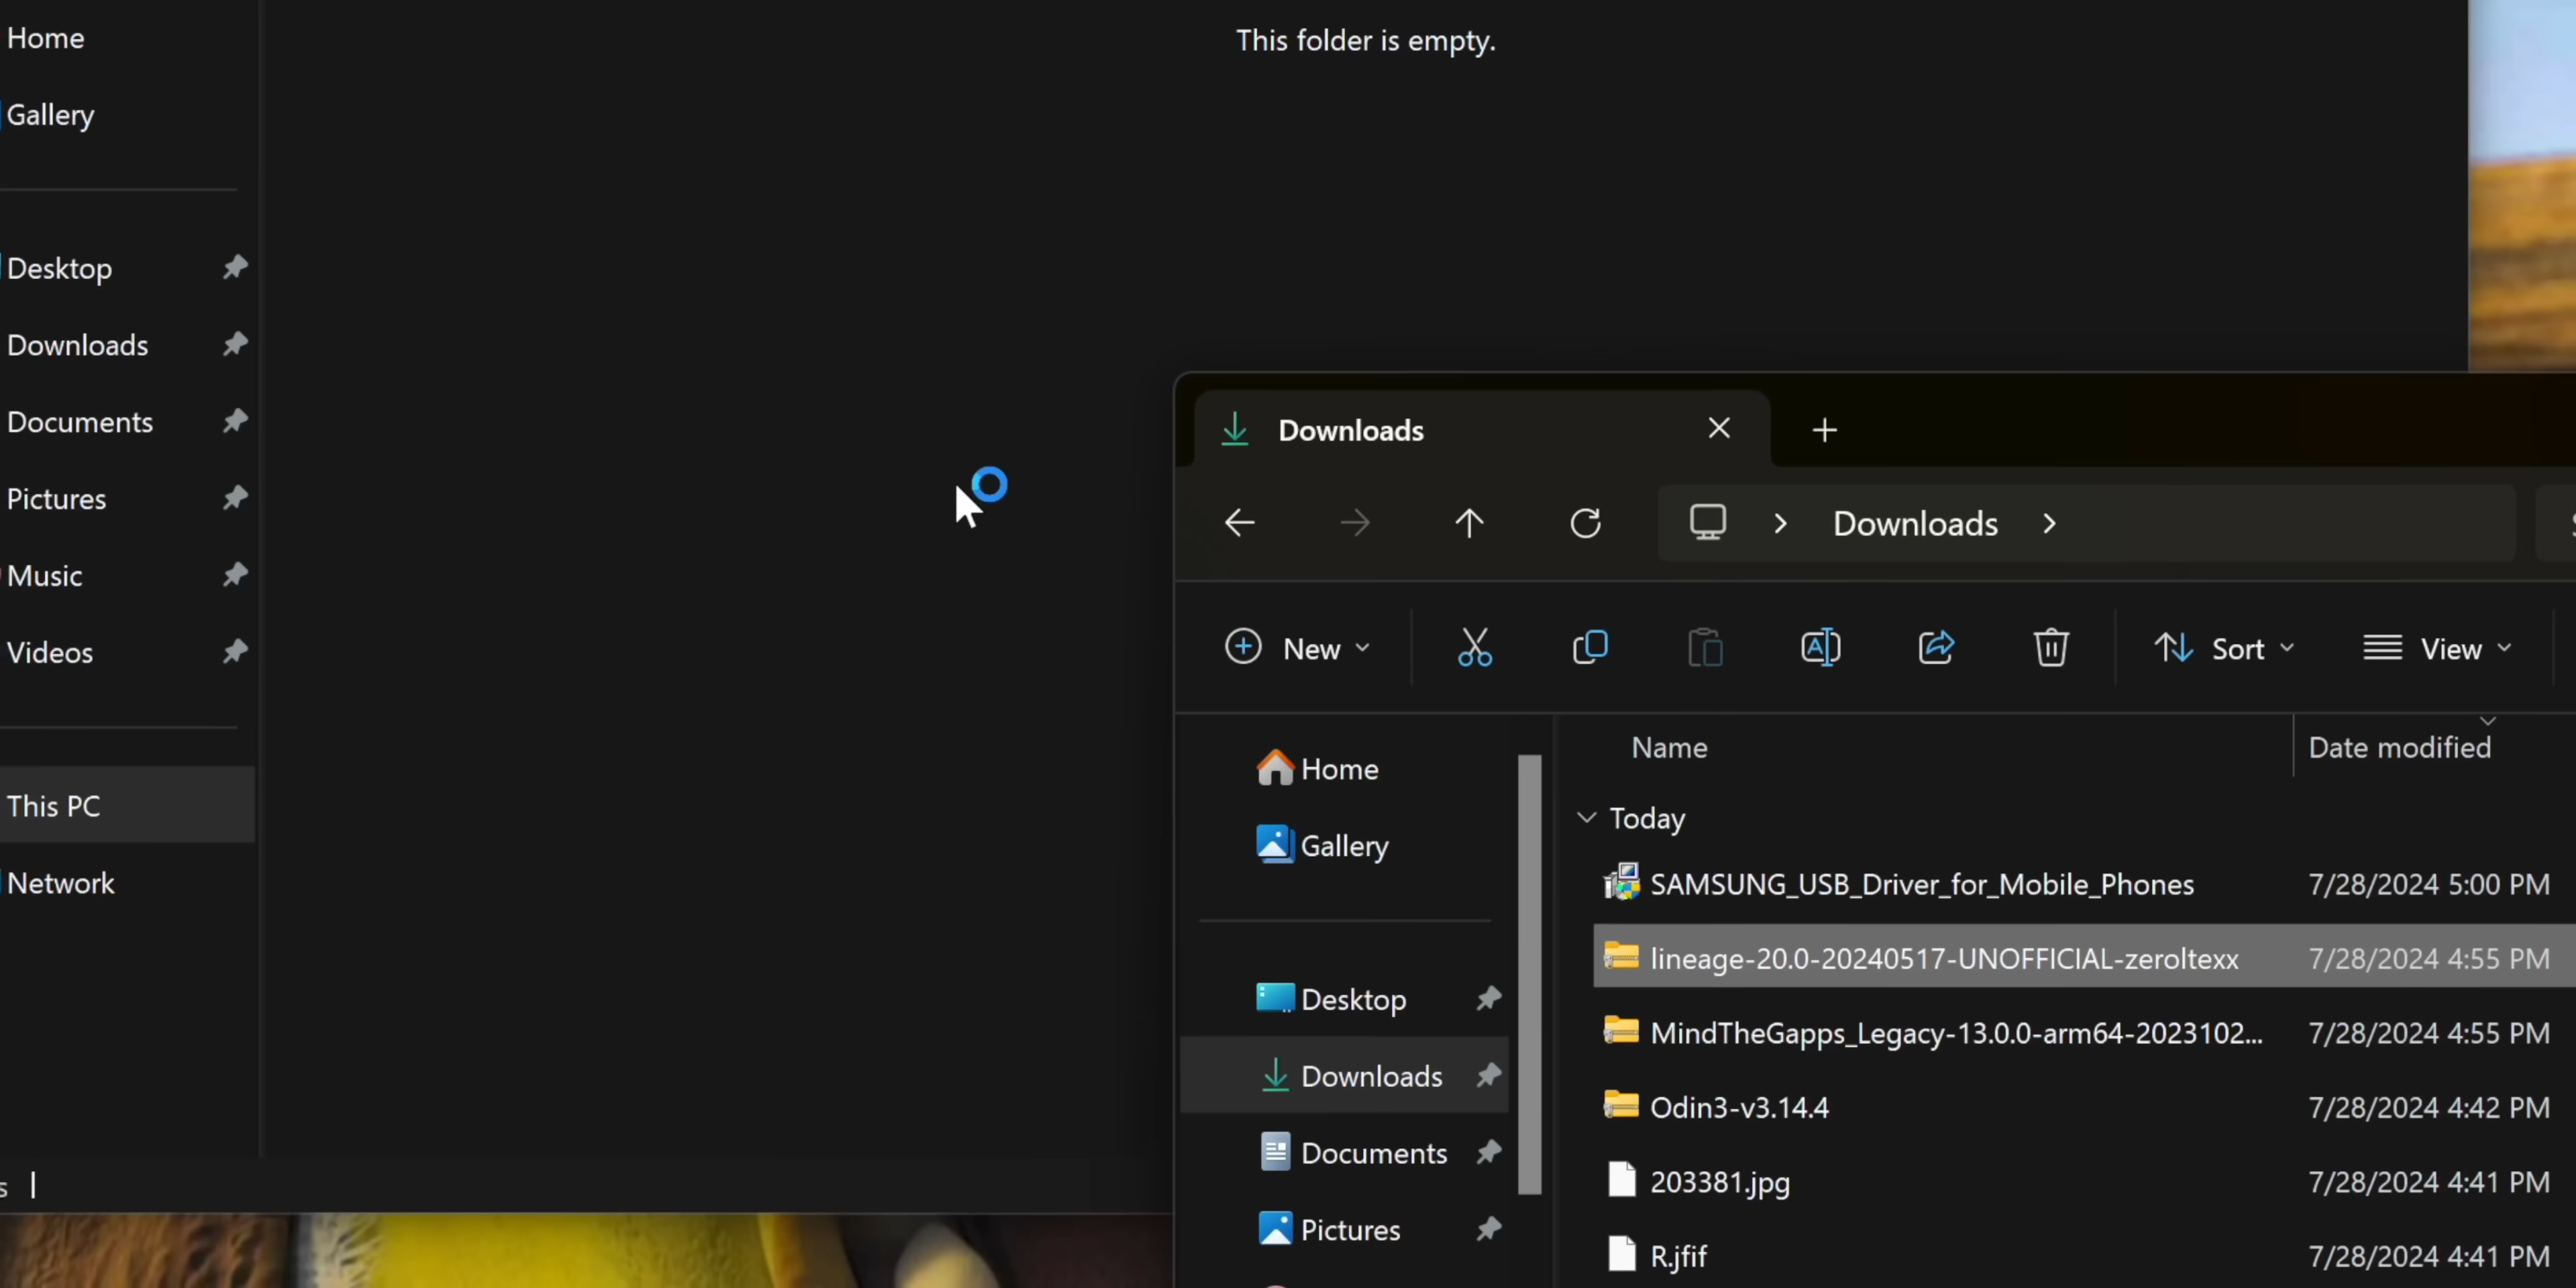 Home
This folder is empty.
Gallery
Desktop
Downloads
Documents
Pictures
Music
Videos
This PC
Network
s
Downloads
Downloads
New
Sort
View
Home
Gallery
Desktop
Downloads
Documents
Pictures
Name
Date modified
Today
SAMSUNG_USB_Driver_for_Mobile_Phones 7/28/2024 5:00 PM
lineage-20.0-20240517-UNOFFICIAL-zeroltexx 7/28/2024 4:55 PM
MindTheGapps_Legacy-13.0.0-arm64-2023102... 7/28/2024 4:55 PM
Odin3-v3.14.4 7/28/2024 4:42 PM
203381.jpg 7/28/2024 4:41 PM
R.jfif 7/28/2024 4:41 PM